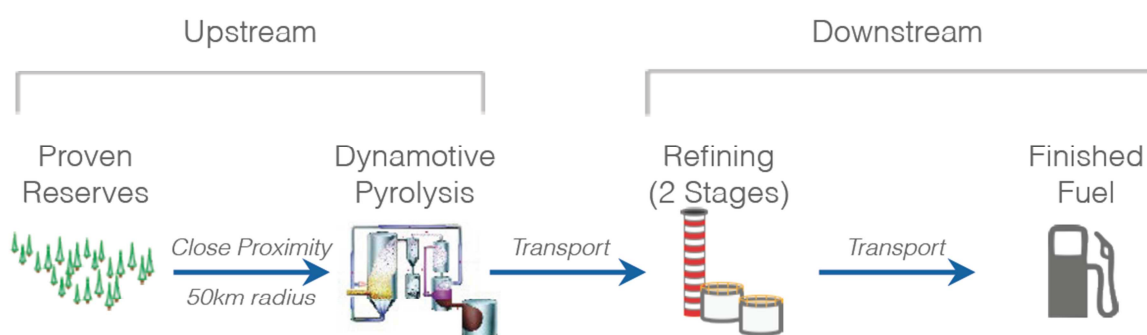 Upstream
Downstream
Proven
Reserves
Dynamotive
Pyrolysis
Refining
(2 Stages)
Finished
Fuel
Close Proximity
50km radius
Transport
Transport